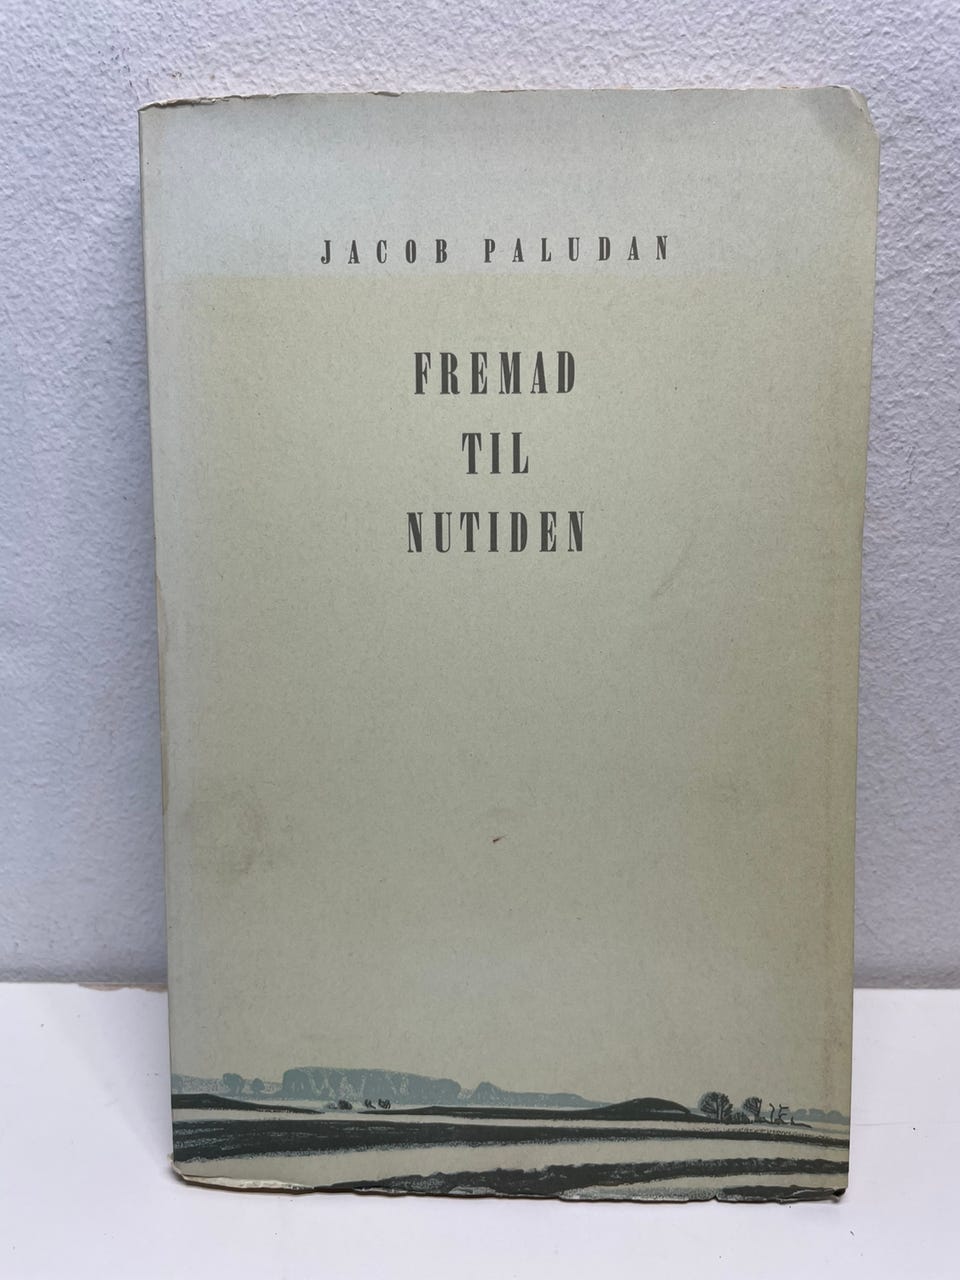 JACOB PALUDAN
FREMAD
TIL
NUTIDEN